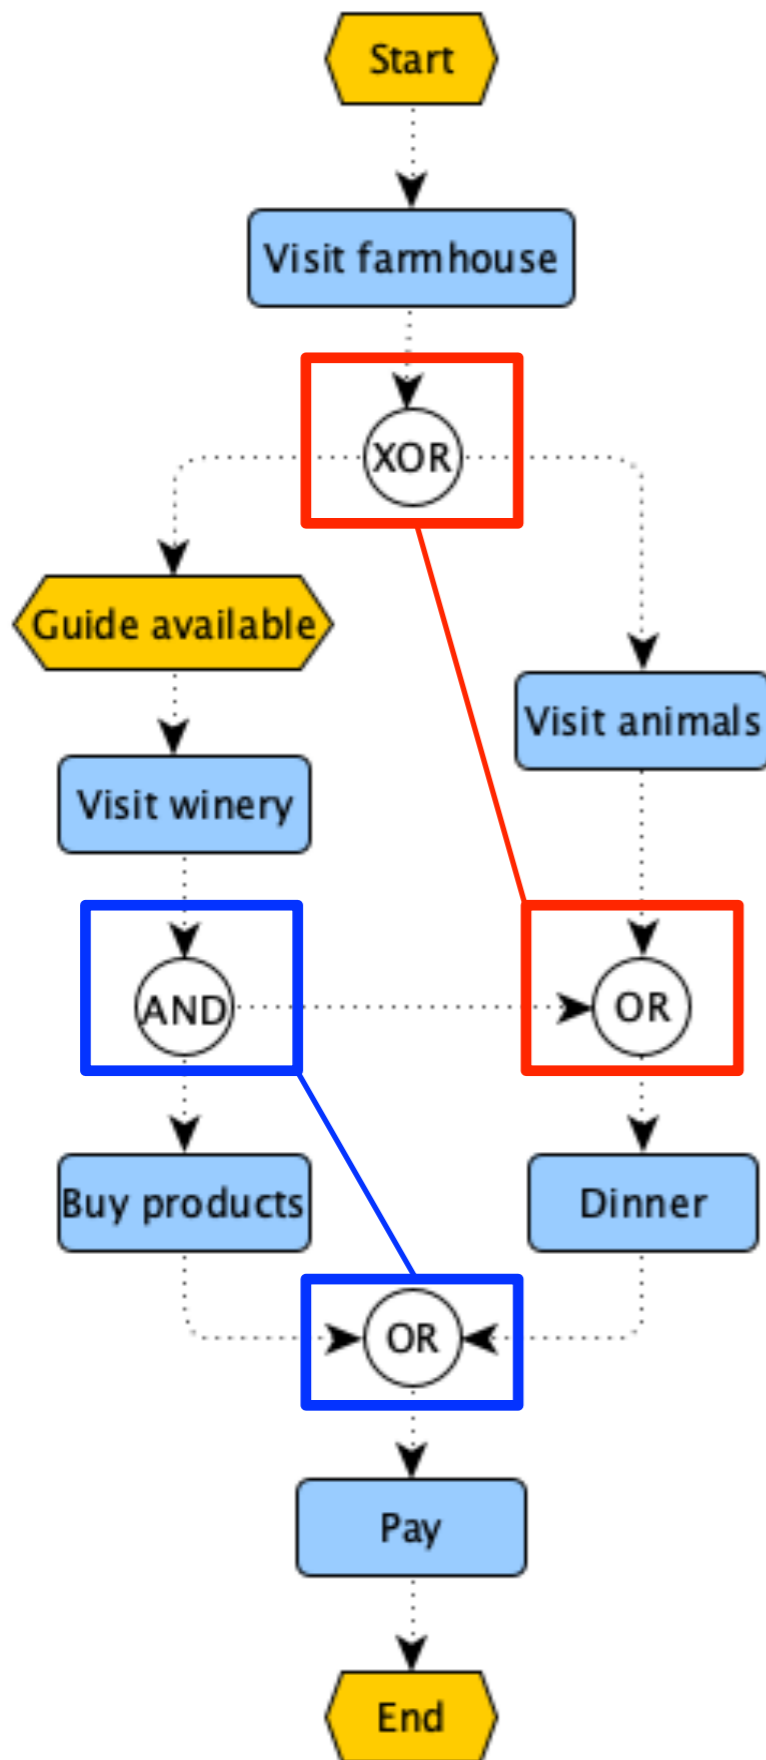 Start
Visit farmhouse
XOR
Guide available
Visit animals
Visit winery
AND
OR
Buy products
Dinner
OR
Pay
End